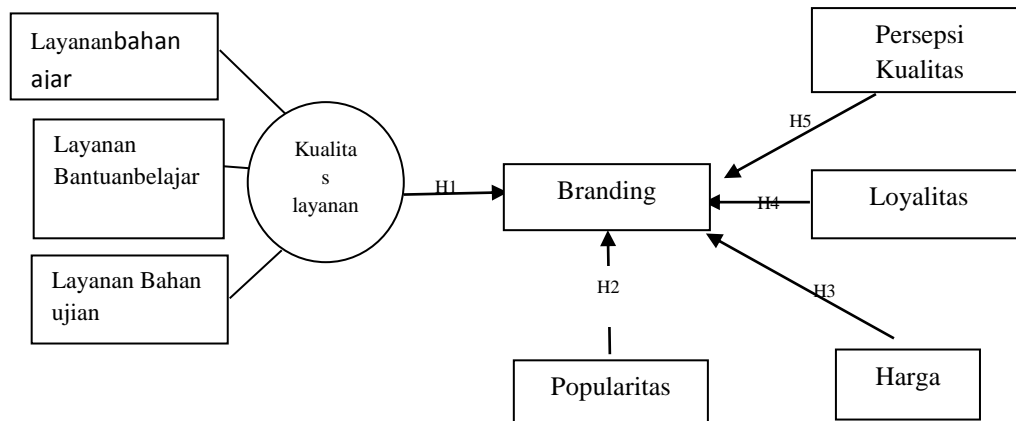 Layananbahan
ajar
Layanan
Bantuanbelajar
Layanan Bahan
ujian
Kualita
s
layanan
H1
Branding
H2
Popularitas
Persepsi
Kualitas
H5
Loyalitas
H4
H3
Harga